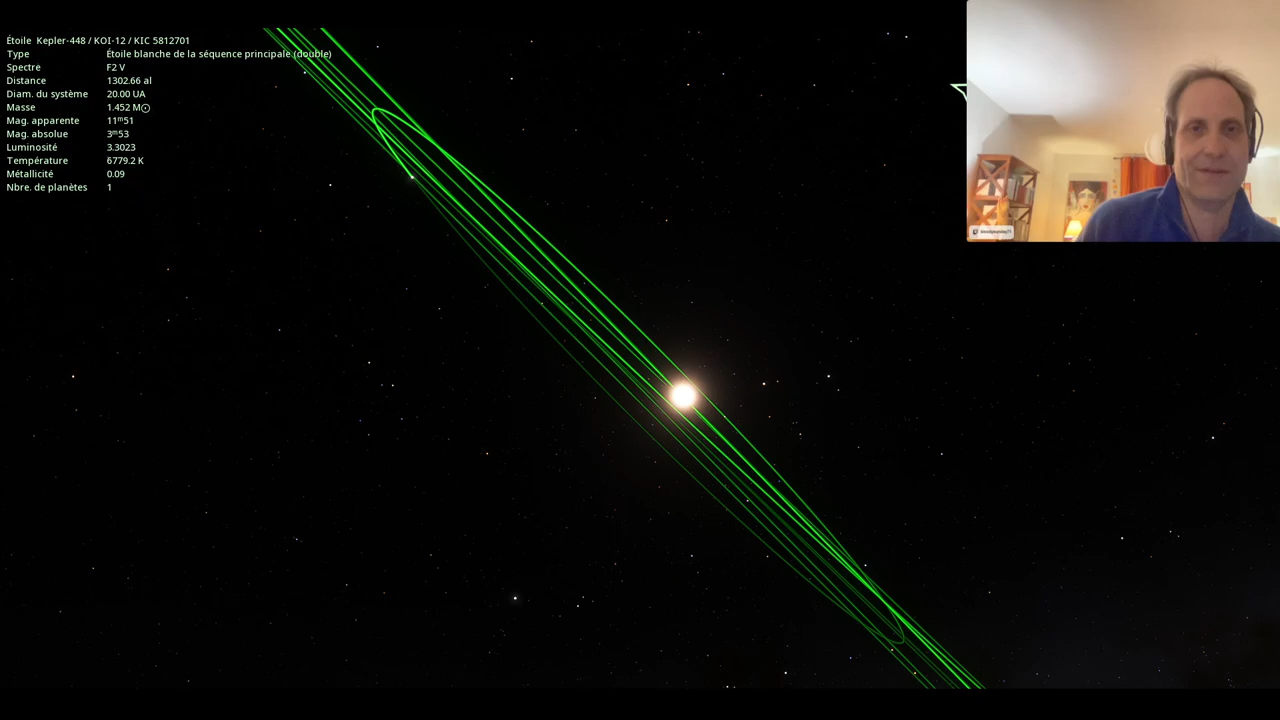 Étoile Kepler-448 / KOI-12 / KIC 5812701
Type Étoile blanche de la séquence principale (double)
Spectre F2 V
Distance 1302.66 al
Diam. du système 20.00 UA
Masse 1.452 M☉
Mag. apparente 11ᵐ51
Mag. absolue 3ᵐ53
Luminosité 3.3023
Température 6779.2 K
Métallicité 0.09
Nbre. de planètes 1